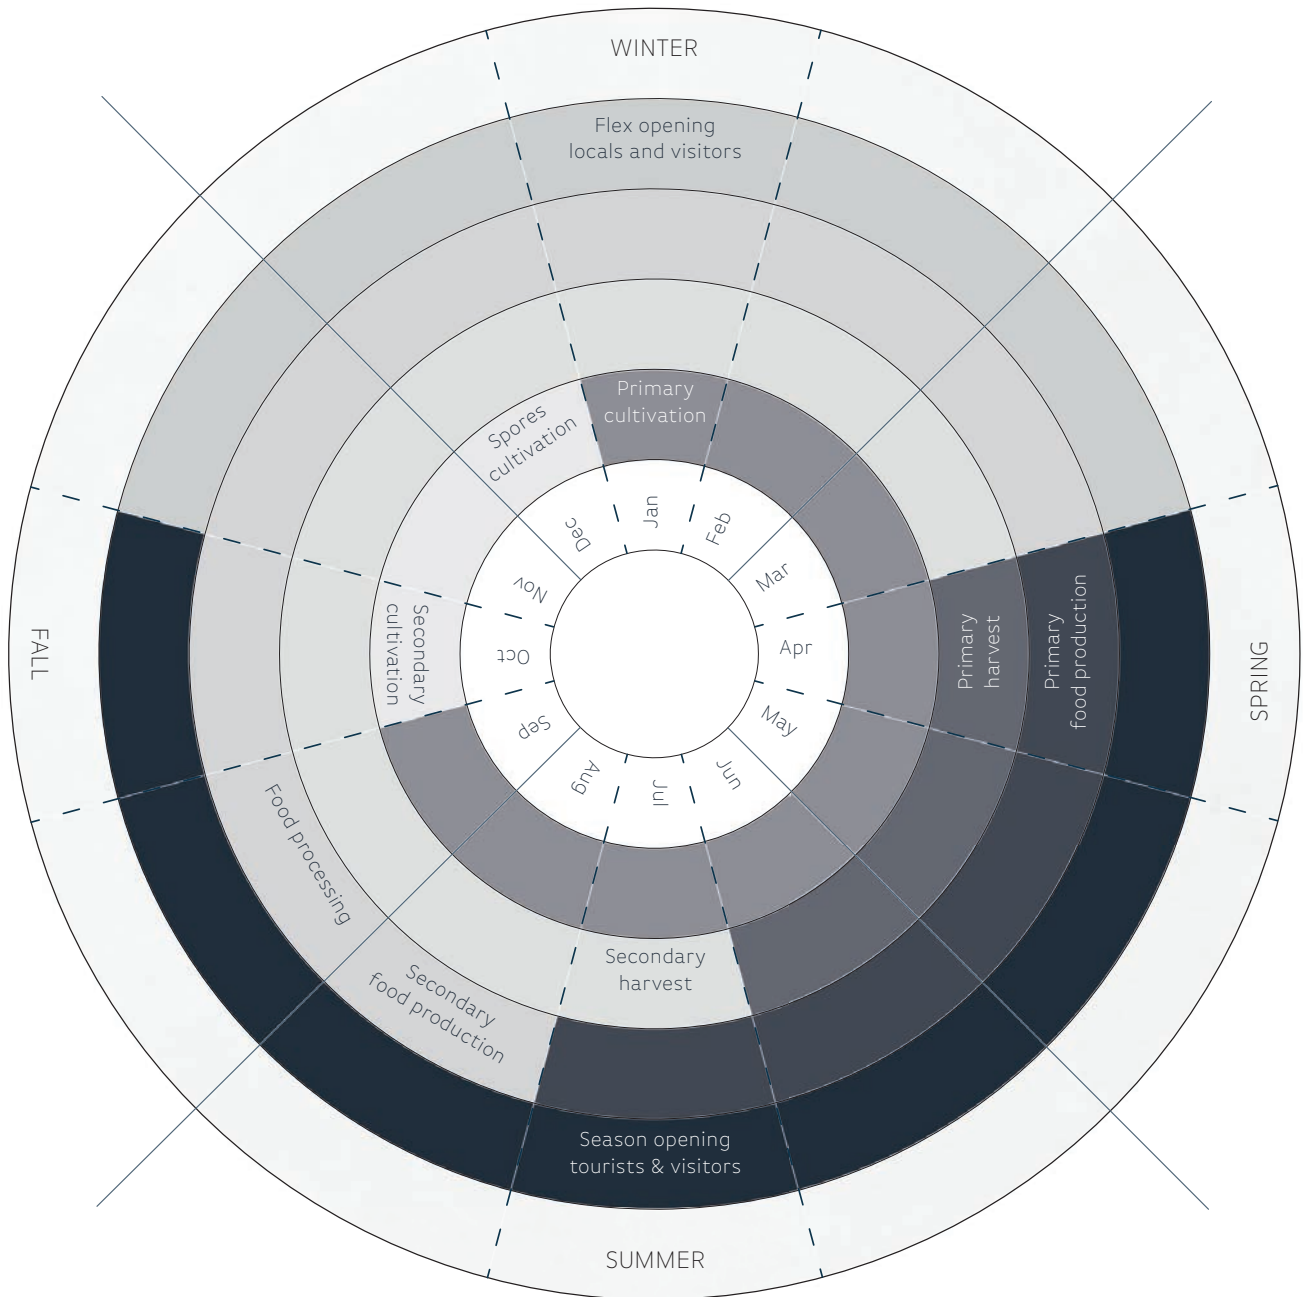 WINTER
Flex opening
locals and visitors
Primary
cultivation
Spores
cultivation
Jan
Feb
Mar
Apr
May
Jun
Jul
Aug
Sep
Oct
Nov
Dec
Secondary
cultivation
Primary
harvest
Primary
food production
SPRING
FALL
Food processing
Secondary
food production
Secondary
harvest
Season opening
tourists & visitors
SUMMER